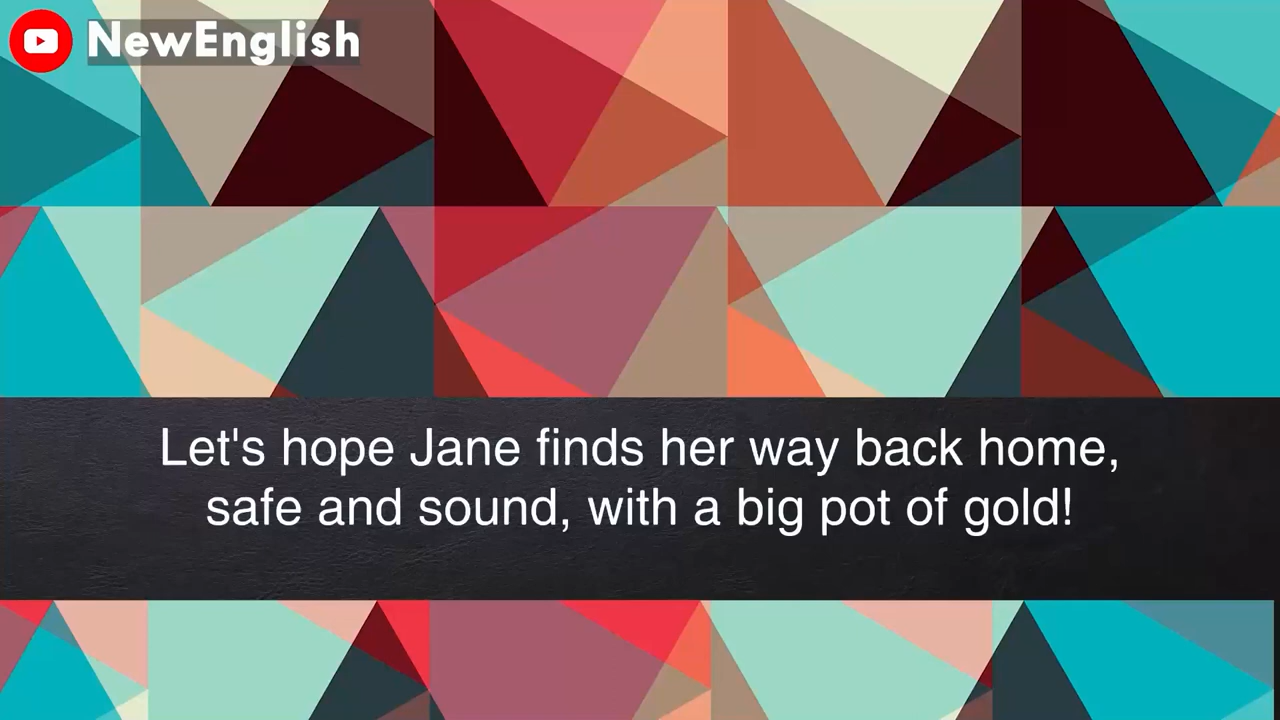 NewEnglish
Let's hope Jane finds her way back home,
safe and sound, with a big pot of gold!